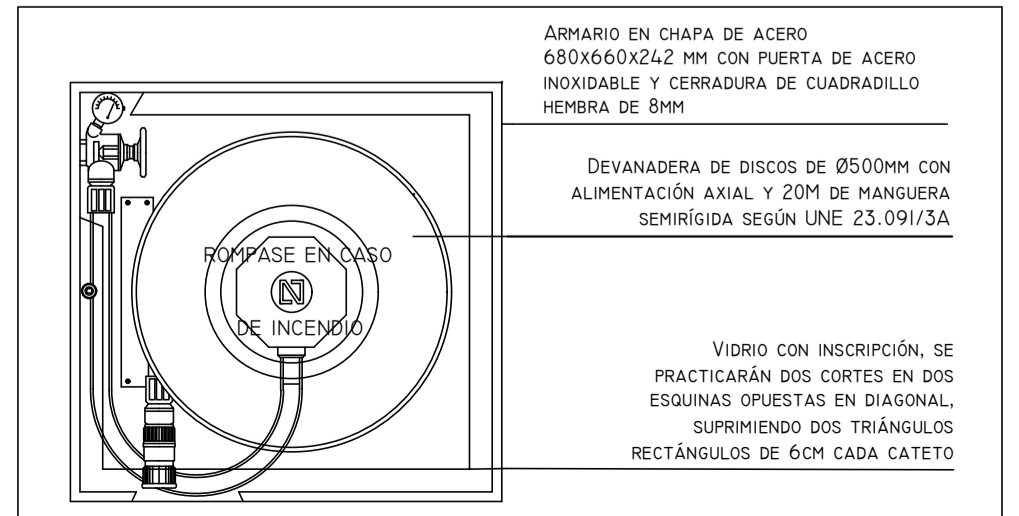 ARMARIO EN CHAPA DE ACERO
680X660X242 MM CON PUERTA DE ACERO
INOXIDABLE Y CERRADURA DE CUADRADILLO
HEMBRA DE 8MM
DEVANADERA DE DISCOS DE Ø500MM CON
ALIMENTACIÓN AXIAL Y 20M DE MANGUERA
SEMIRÍGIDA SEGÚN UNE 23.091/3A
ROMPASE EN CASO
DE INCENDIO
VIDRIO CON INSCRIPCIÓN, SE
PRACTICARÁN DOS CORTES EN DOS
ESQUINAS OPUESTAS EN DIAGONAL,
SUPRIMIENDO DOS TRIÁNGULOS
RECTÁNGULOS DE 6CM CADA CATETO